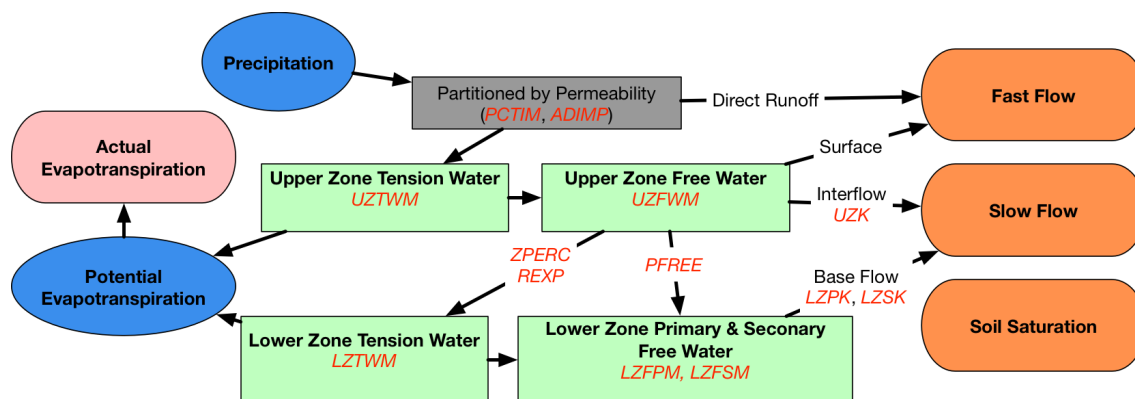 Precipitation
Partitioned by Permeability
(PCTIM, ADIMP)
Direct Runoff
Fast Flow
Actual
Evapotranspiration
Surface
Upper Zone Tension Water
UZTWM
Upper Zone Free Water
UZFWM
Interflow
UZK
Slow Flow
Potential
Evapotranspiration
ZPERC
REXP
PFREE
Base Flow
LZPK, LZSK
Soil Saturation
Lower Zone Tension Water
LZTWM
Lower Zone Primary & Seconary
Free Water
LZFPM, LZFSM